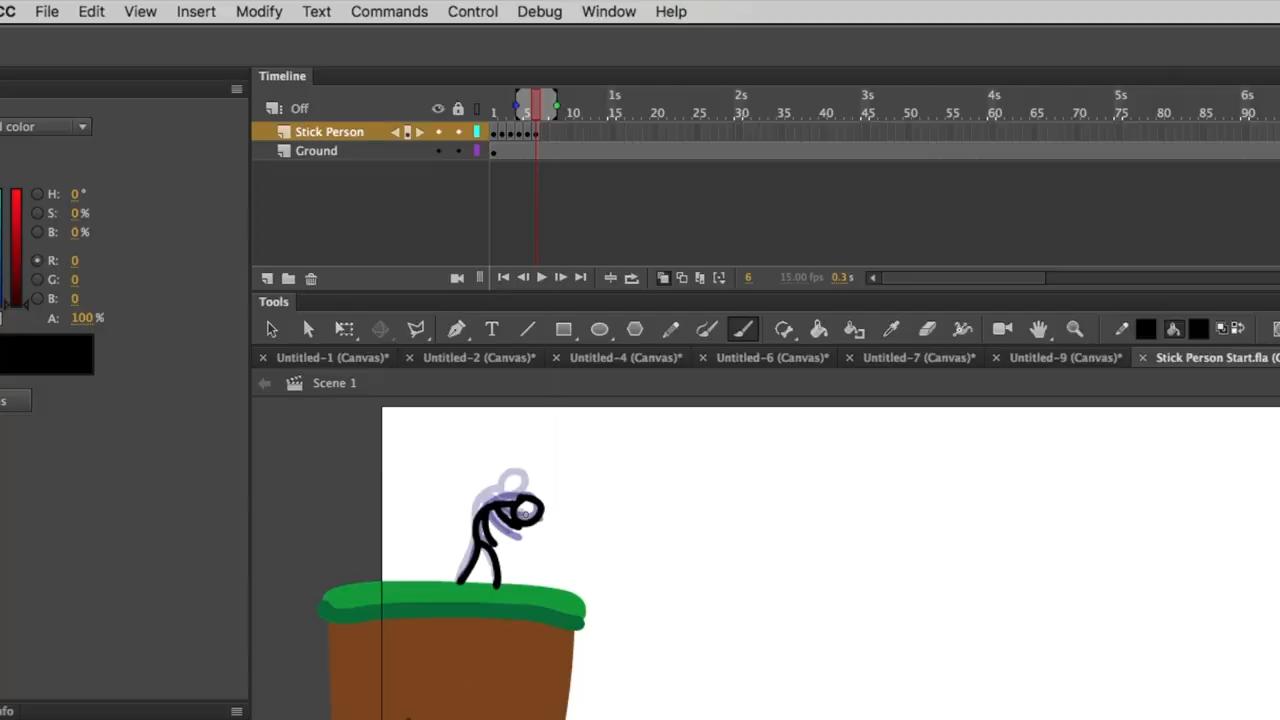 CC File Edit View Insert Modify Text Commands Control Debug Window Help
Timeline
Off 1 5 10 15 20 25 30 35 40 45 50 55 60 65 70 75 80 85 90
1s 2s 3s 4s 5s 6s
d color
Stick Person
Ground
H: 0 °
S: 0 %
B: 0 %
R: 0
G: 0
B: 0
A: 100 %
6 15.00 fps 0.3 s
Tools
T
Untitled-1 (Canvas)* Untitled-2 (Canvas)* Untitled-4 (Canvas)* Untitled-6 (Canvas)* Untitled-7 (Canvas)* Untitled-9 (Canvas)* Stick Person Start.fla (
Scene 1
s
nfo